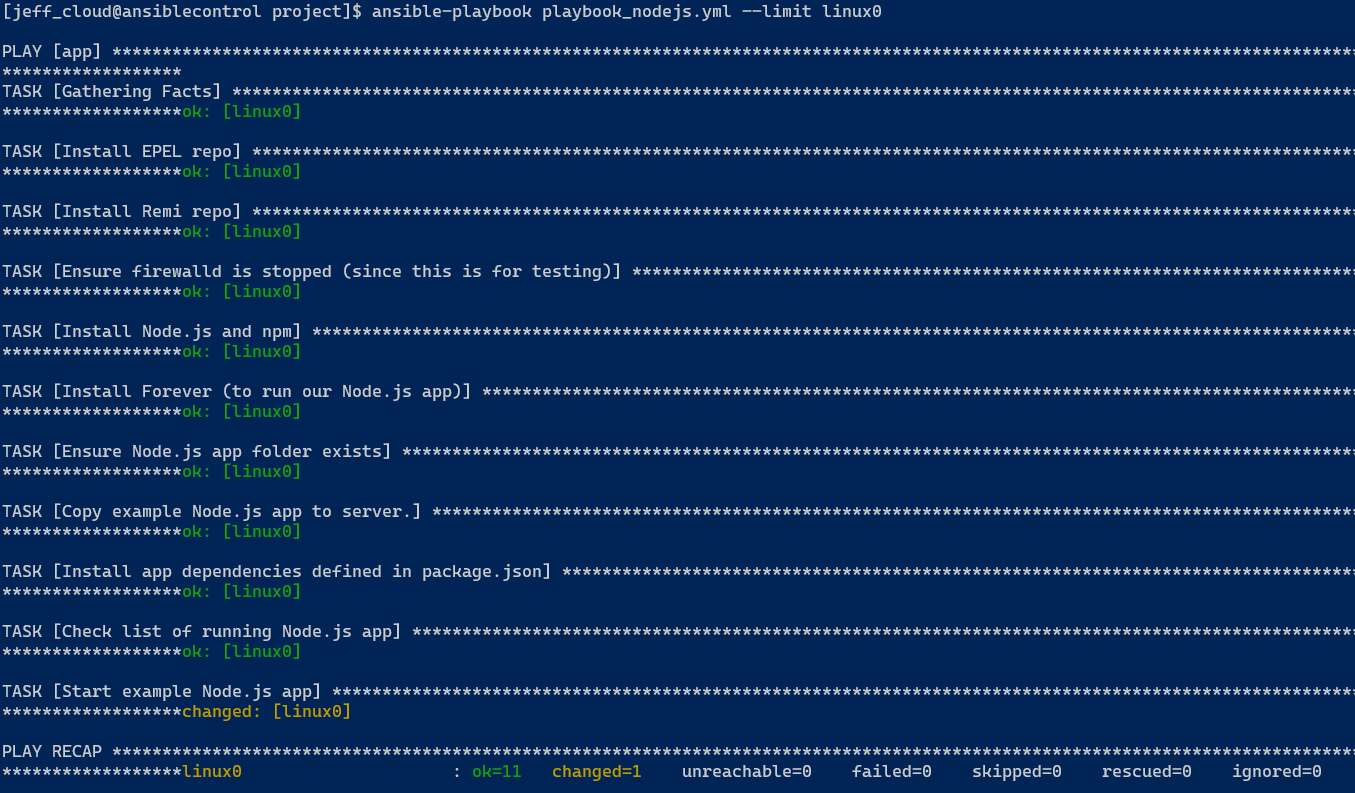 [jeff_cloud@ansiblecontrol project]$ ansible-playbook playbook_nodejs.yml --limit linux0
PLAY [app] ****************************************************************************************************************************
******************
TASK [Gathering Facts] ****************************************************************************************************************
******************ok: [linux0]
TASK [Install EPEL repo] **************************************************************************************************************
******************ok: [linux0]
TASK [Install Remi repo] **************************************************************************************************************
******************ok: [linux0]
TASK [Ensure firewalld is stopped (since this is for testing)] ************************************************************************
******************ok: [linux0]
TASK [Install Node.js and npm] ********************************************************************************************************
******************ok: [linux0]
TASK [Install Forever (to run our Node.js app)] ***************************************************************************************
******************ok: [linux0]
TASK [Ensure Node.js app folder exists] ***********************************************************************************************
******************ok: [linux0]
TASK [Copy example Node.js app to server.] ********************************************************************************************
******************ok: [linux0]
TASK [Install app dependencies defined in package.json] *******************************************************************************
******************ok: [linux0]
TASK [Check list of running Node.js app] **********************************************************************************************
******************ok: [linux0]
TASK [Start example Node.js app] ******************************************************************************************************
******************changed: [linux0]
PLAY RECAP ****************************************************************************************************************************
******************linux0                     : ok=11   changed=1    unreachable=0    failed=0    skipped=0    rescued=0    ignored=0